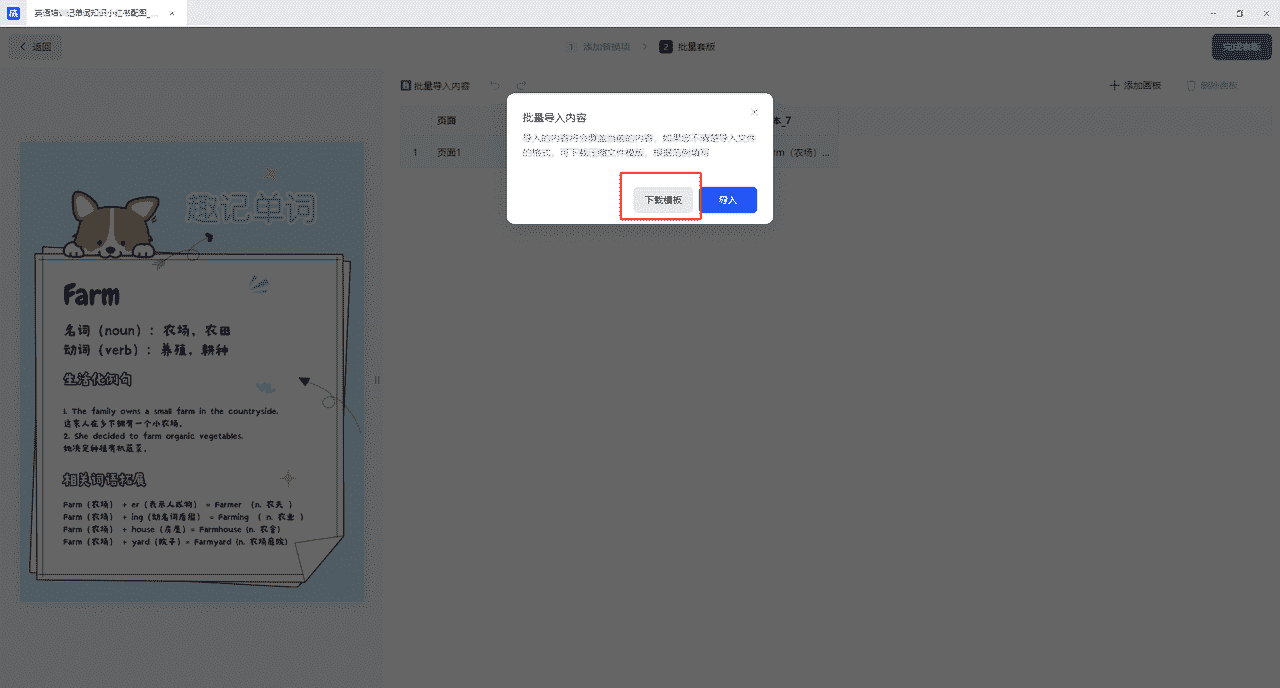 英语培训记单词知识小红书配图_...
返回
1 添加替换项
2 批量套版
完成套版
批量导入内容
添加画板
删除画板
页面
本_7
1 页面1
rm（农场）...
批量导入内容
导入的内容将会覆盖当前的内容，如果您不清楚导入文件
的格式，可下载压缩文件模板，根据范例填写
下载模板
导入
趣记单词
Farm
名词（noun）：农场、农田
动词（verb）：养殖、耕种
生活化例句
1. The family owns a small farm in the countryside.
这家人在乡下拥有一个小农场。
2. She decided to farm organic vegetables.
她决定种植有机蔬菜。
相关词语拓展
Farm（农场） + er（表示人或物） = Farmer （n. 农夫 ）
Farm（农场） + ing（动名词后缀） = Farming （ n. 农业 ）
Farm（农场） + house（房屋）= Farmhouse (n. 农舍)
Farm（农场） + yard（院子）= Farmyard (n. 农场庭院)